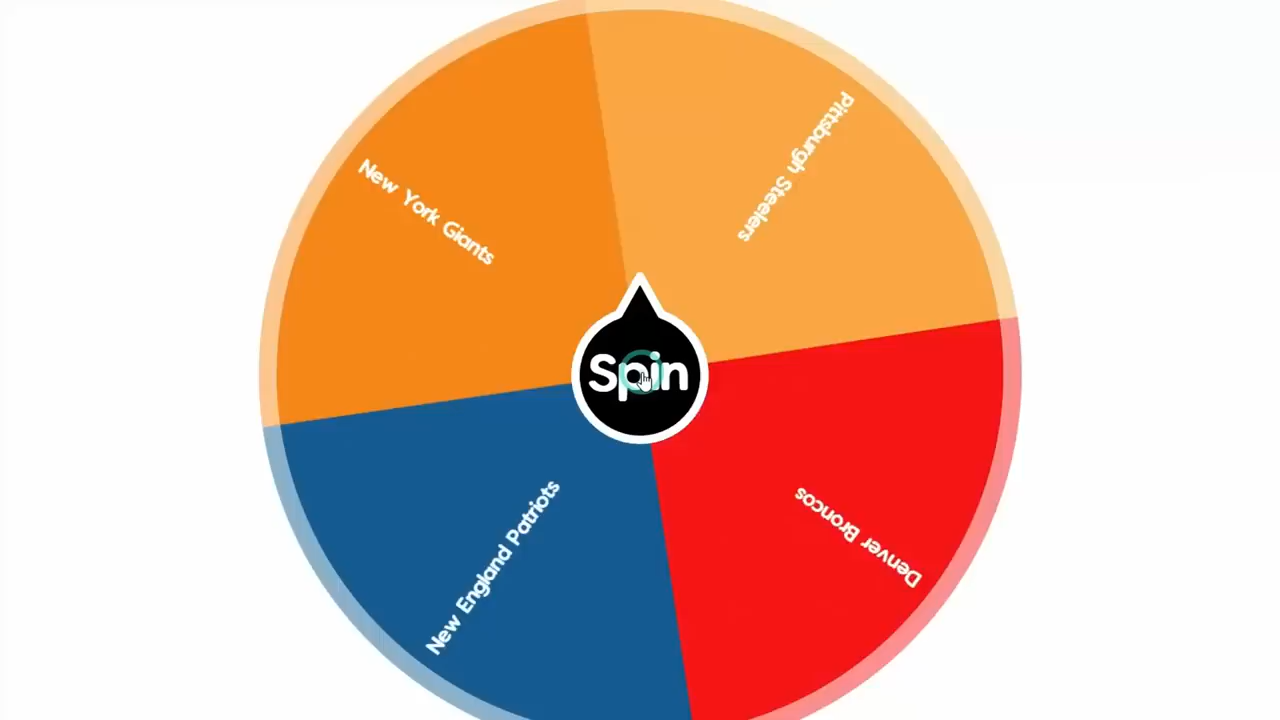 New York Giants
Pittsburgh Steelers
Spin
New England Patriots
Denver Broncos